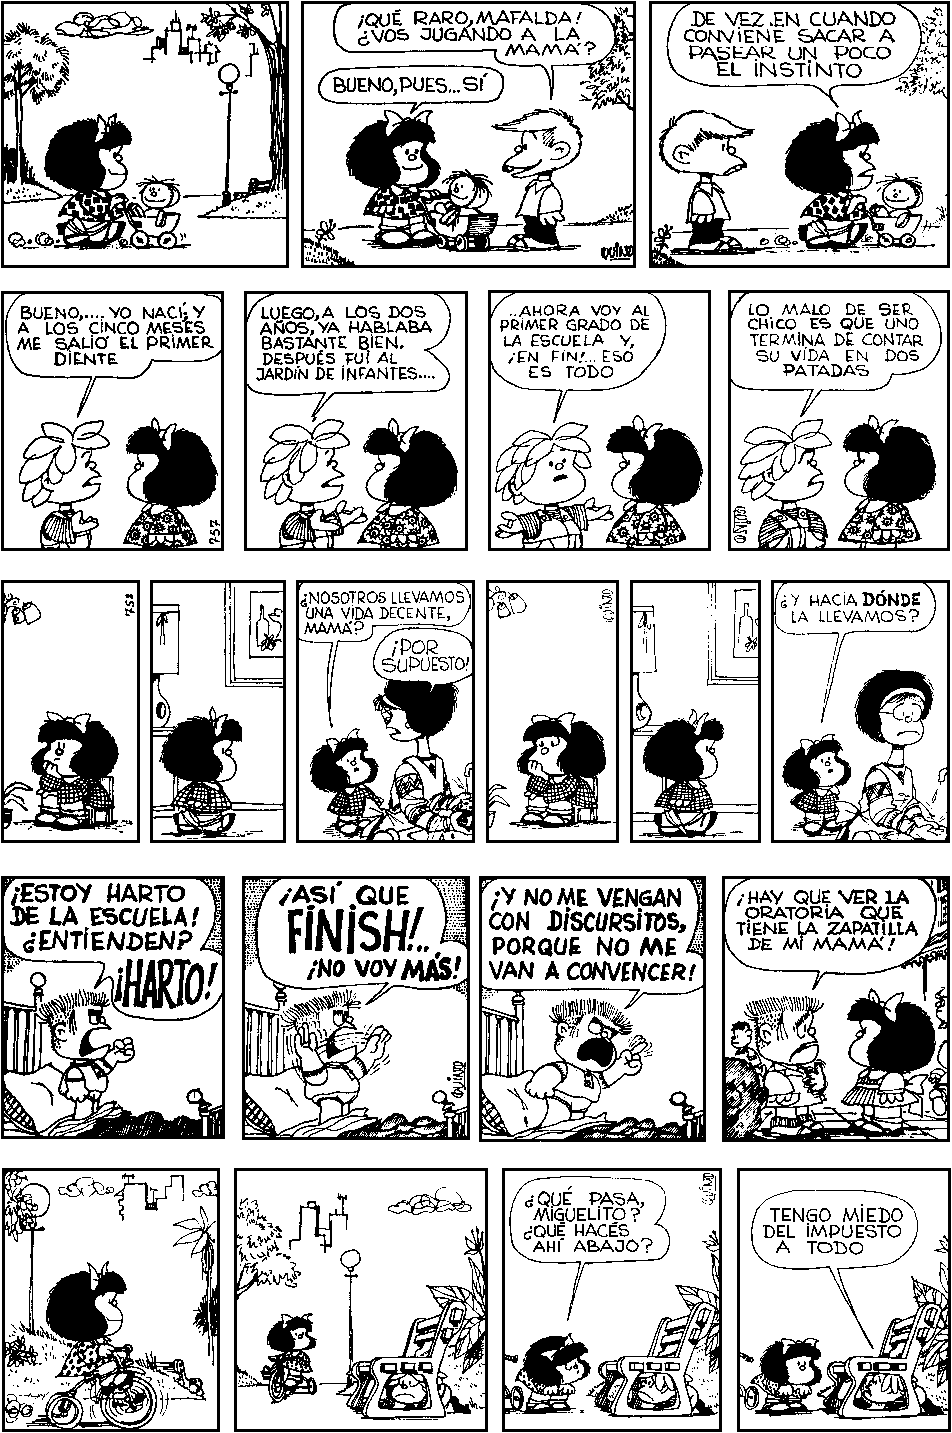 ¡QUÉ RARO, MAFALDA!
¿VOS JUGANDO A LA
MAMÁ?
BUENO, PUES... SÍ
QUINO
DE VEZ EN CUANDO
CONVIENE SACAR A
PASEAR UN POCO
EL INSTINTO
BUENO,.... YO NACÍ; Y
A LOS CINCO MESES
ME SALIÓ EL PRIMER
DIENTE
757
LUEGO, A LOS DOS
AÑOS, YA HABLABA
BASTANTE BIEN.
DESPUÉS FUÍ AL
JARDÍN DE INFANTES....
..AHORA VOY AL
PRIMER GRADO DE
LA ESCUELA Y,
¡EN FIN!... ESO
ES TODO
LO MALO DE SER
CHICO ES QUE UNO
TERMINA DE CONTAR
SU VIDA EN DOS
PATADAS
QUINO
758
¿NOSOTROS LLEVAMOS
UNA VIDA DECENTE,
MAMÁ?
¡POR
SUPUESTO!
QUINO
¿Y HACIA DÓNDE
LA LLEVAMOS?
¡ESTOY HARTO
DE LA ESCUELA!
¿ENTIENDEN?
¡HARTO!
¡ASÍ QUE
FINISH!..
¡NO VOY MÁS!
QUINO
¡Y NO ME VENGAN
CON DISCURSITOS,
PORQUE NO ME
VAN A CONVENCER!
¡HAY QUE VER LA
ORATORIA QUE
TIENE LA ZAPATILLA
DE MI MAMÁ!
¿QUÉ PASA,
MIGUELITO?
¿QUÉ HACÉS
AHÍ ABAJO?
QUINO
TENGO MIEDO
DEL IMPUESTO
A TODO